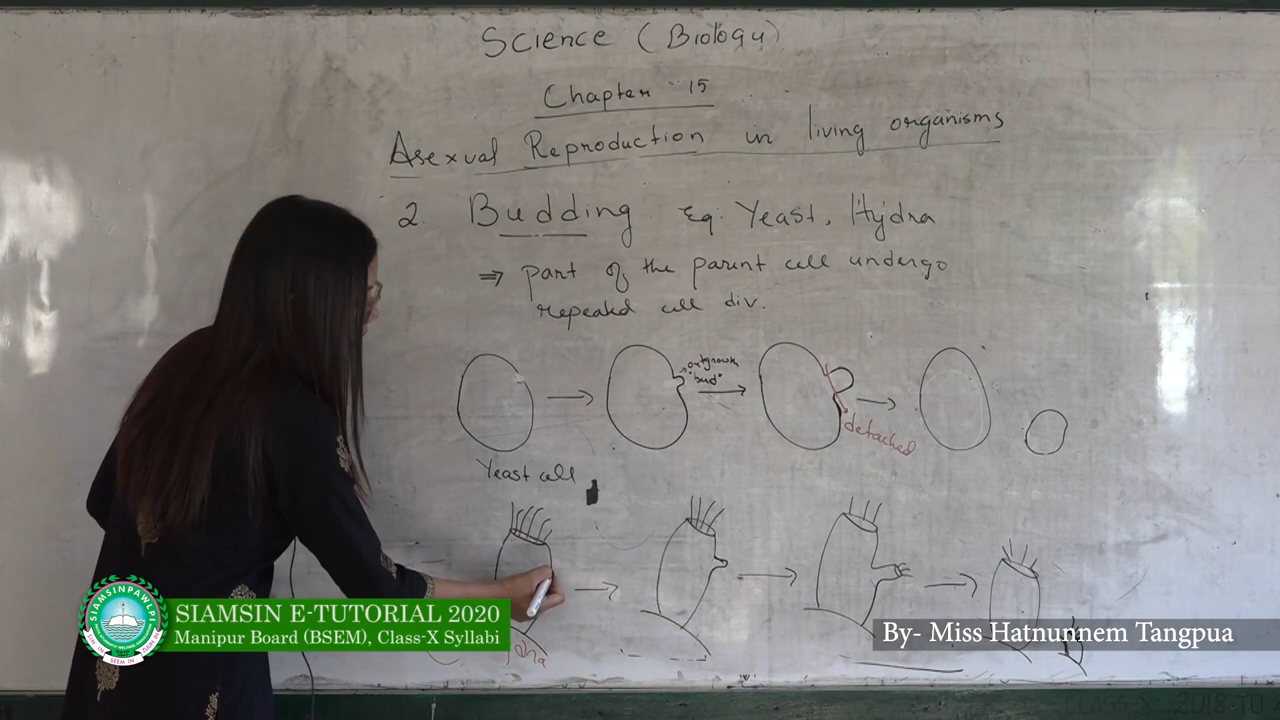 Science (Biology)
Chapter 15
Asexual Reproduction in living organisms
2. Budding Eg. Yeast, Hydra
⇒ part of the parent cell undergo
repeated cell div.
outgrowth
"bud"
detached
Yeast cell
SIAMSINPAWLPI
SIAMSIN E-TUTORIAL 2020
Manipur Board (BSEM), Class-X Syllabi
By- Miss Hatnunnem Tangpua